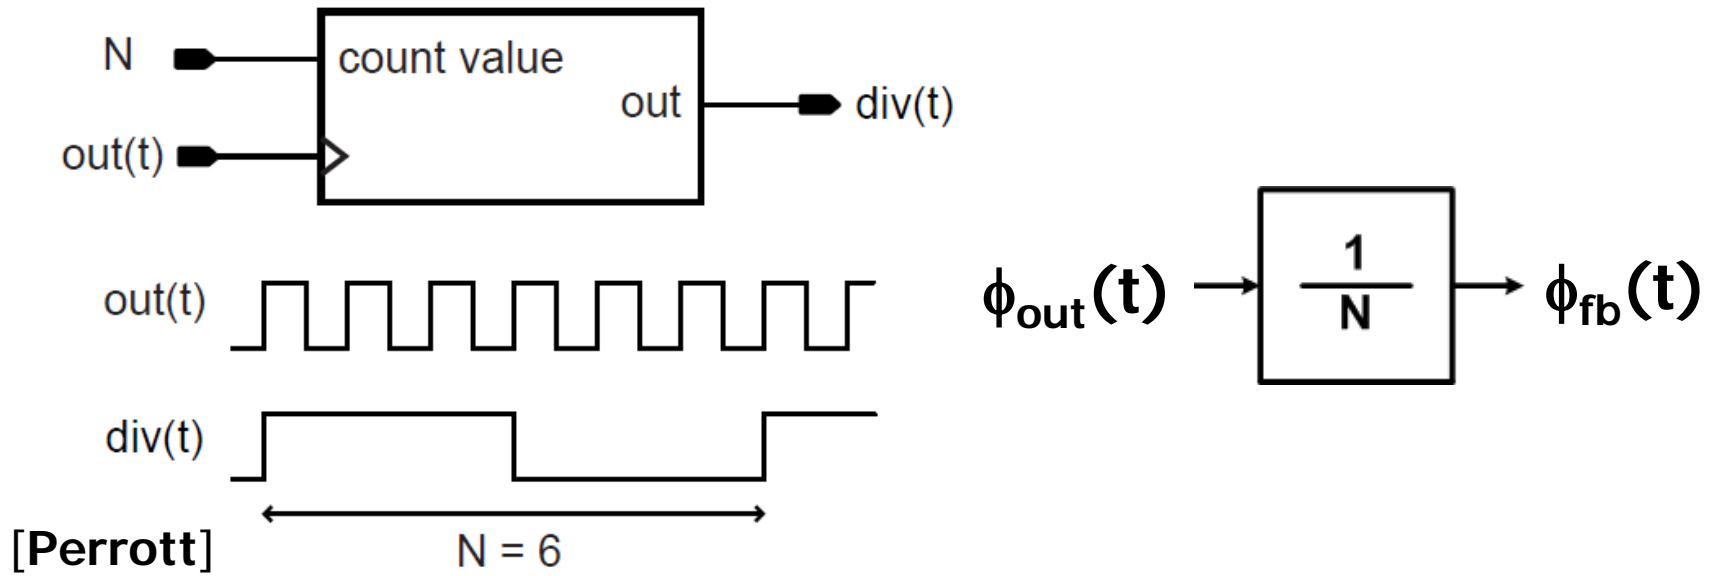 N
count value
out
div(t)
out(t)
out(t)
div(t)
N = 6
[Perrott]
ϕout(t)
1
N
ϕfb(t)